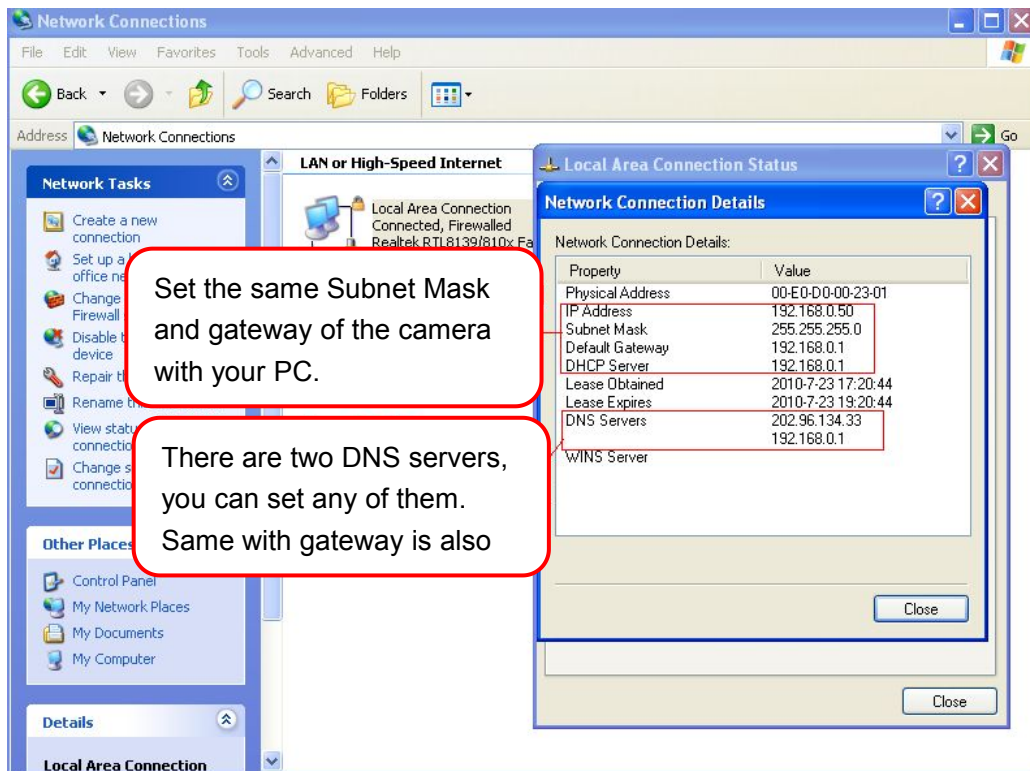 Network Connections
File Edit View Favorites Tools Advanced Help
Back Search Folders
Address Network Connections Go
Network Tasks
Create a new
connection
Set up a
office ne
Change
Firewall
Disable t
device
Repair t
Rename th
View statu
connectio
Change s
connectio
Other Places
Control Panel
My Network Places
My Documents
My Computer
Details
Local Area Connection
LAN or High-Speed Internet
Local Area Connection
Connected, Firewalled
Realtek RTL8139/810x Fa
Set the same Subnet Mask
and gateway of the camera
with your PC.
There are two DNS servers,
you can set any of them.
Same with gateway is also
Local Area Connection Status
Network Connection Details
Network Connection Details:
Property Value
Physical Address 00-E0-D0-00-23-01
IP Address 192.168.0.50
Subnet Mask 255.255.255.0
Default Gateway 192.168.0.1
DHCP Server 192.168.0.1
Lease Obtained 2010-7-23 17:20:44
Lease Expires 2010-7-23 19:20:44
DNS Servers 202.96.134.33
192.168.0.1
WINS Server
Close
Close